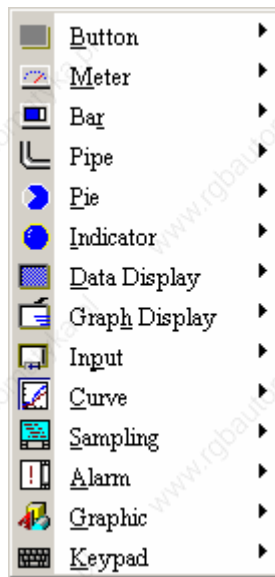 Button
Meter
Bar
Pipe
Pie
Indicator
Data Display
Graph Display
Input
Curve
Sampling
Alarm
Graphic
Keypad